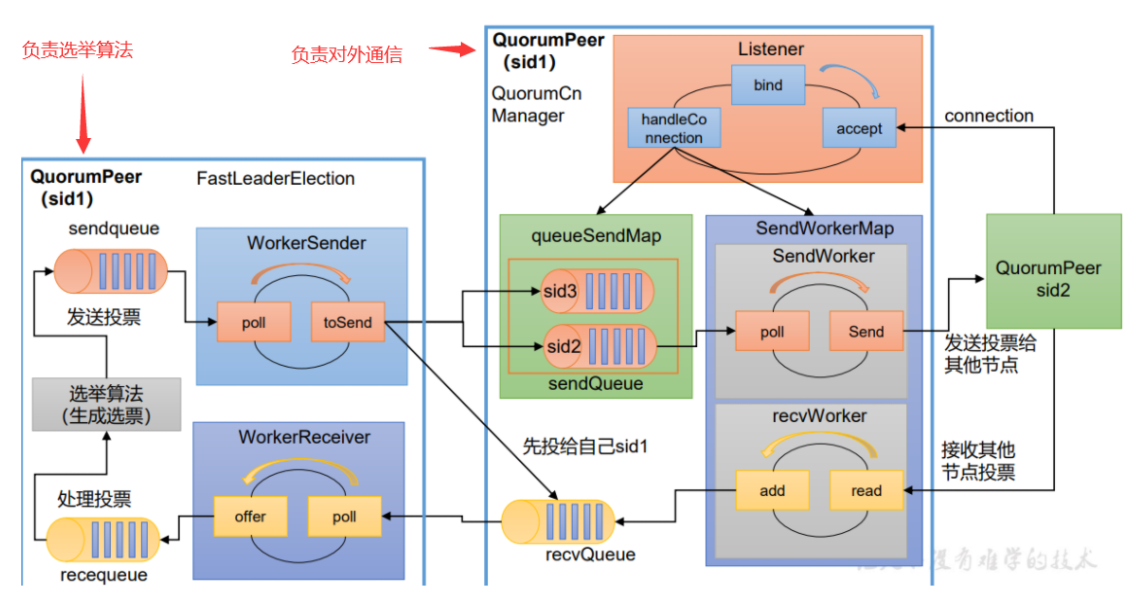 负责选举算法
负责对外通信
QuorumPeer
（sid1）
QuorumCn
Manager
Listener
bind
handleCo
nnection
accept
connection
QuorumPeer
（sid1）
FastLeaderElection
sendqueue
发送投票
WorkerSender
poll
toSend
queueSendMap
sid3
sid2
sendQueue
SendWorkerMap
SendWorker
poll
Send
QuorumPeer
sid2
发送投票给
其他节点
选举算法
（生成选票）
WorkerReceiver
offer
poll
处理投票
recequeue
先投给自己sid1
recvQueue
recvWorker
add
read
接收其他
节点投票
没有难学的技术